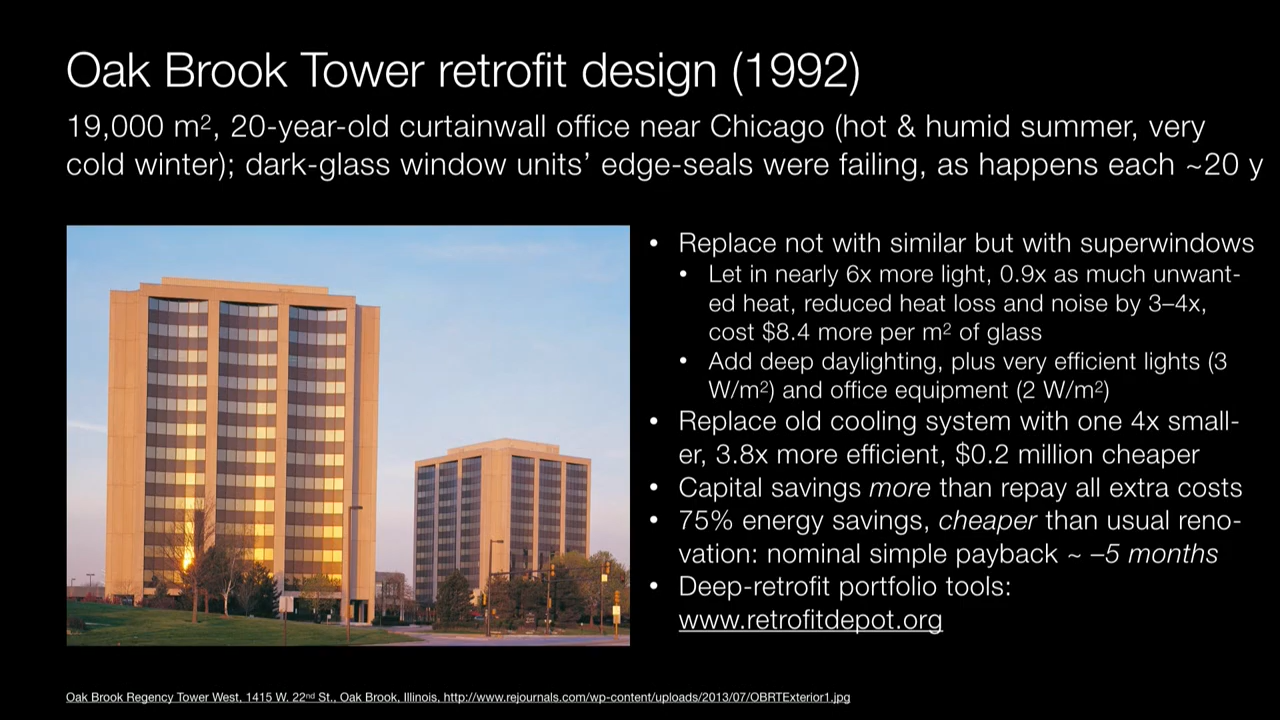 Oak Brook Tower retrofit design (1992)
19,000 m², 20-year-old curtainwall office near Chicago (hot & humid summer, very
cold winter); dark-glass window units’ edge-seals were failing, as happens each ~20 y
• Replace not with similar but with superwindows
• Let in nearly 6x more light, 0.9x as much unwant-
ed heat, reduced heat loss and noise by 3–4x,
cost $8.4 more per m² of glass
• Add deep daylighting, plus very efficient lights (3
W/m²) and office equipment (2 W/m²)
• Replace old cooling system with one 4x small-
er, 3.8x more efficient, $0.2 million cheaper
• Capital savings more than repay all extra costs
• 75% energy savings, cheaper than usual reno-
vation: nominal simple payback ~ –5 months
• Deep-retrofit portfolio tools:
www.retrofitdepot.org
Oak Brook Regency Tower West, 1415 W. 22nd St., Oak Brook, Illinois, http://www.rejournals.com/wp-content/uploads/2013/07/OBRTExterior1.jpg